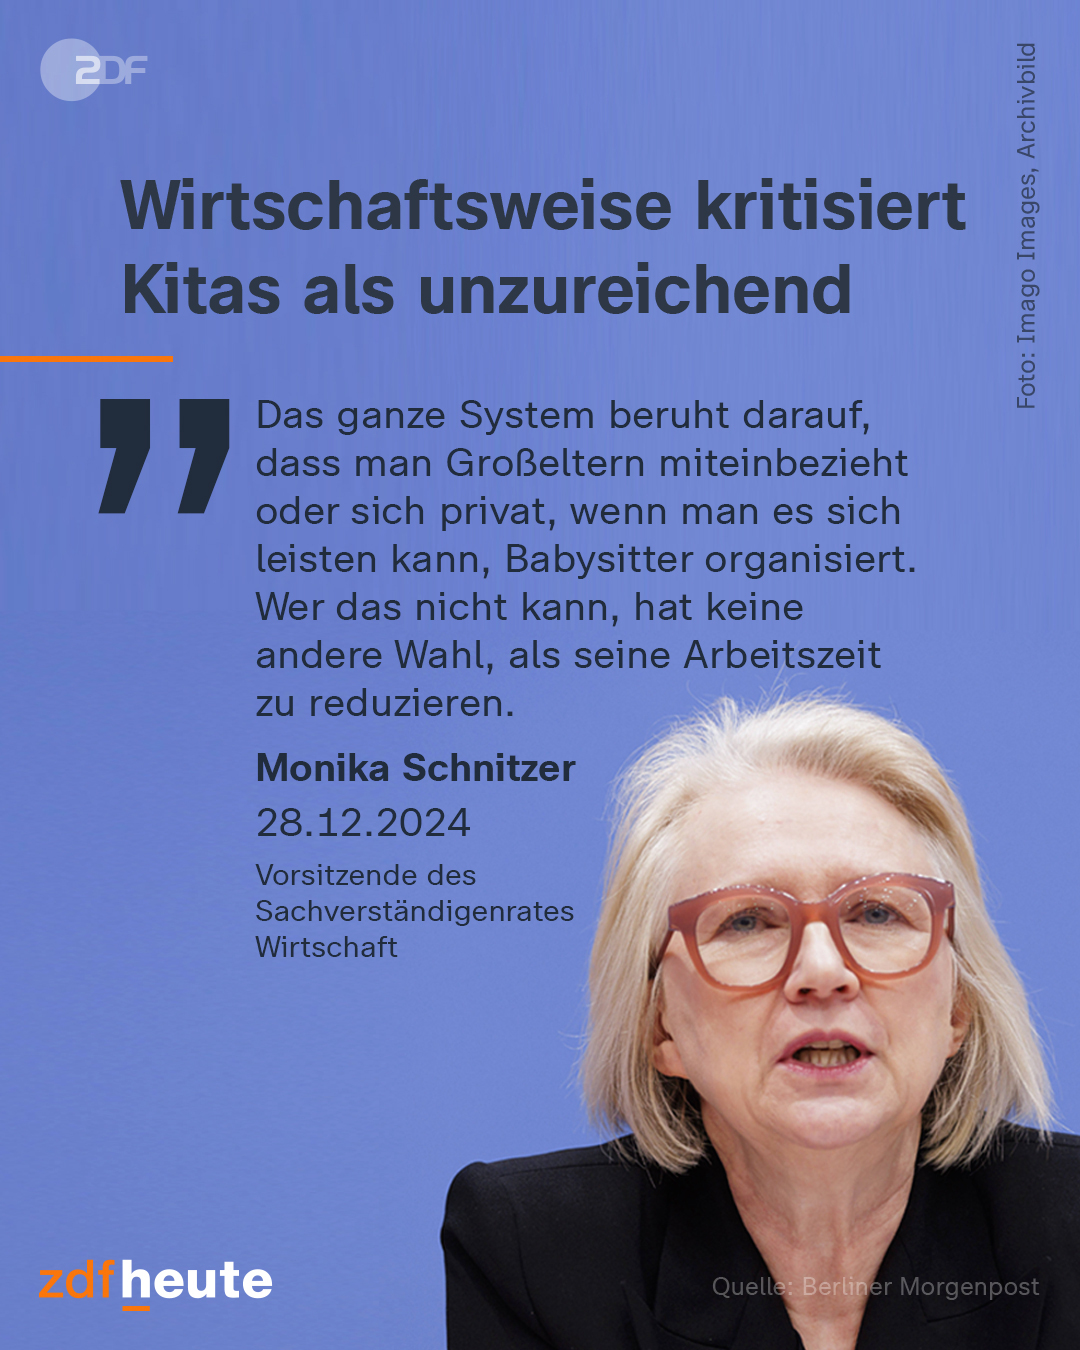 ZDF
Foto: Imago Images, Archivbild
Wirtschaftsweise kritisiert
Kitas als unzureichend
”
Das ganze System beruht darauf,
dass man Großeltern miteinbezieht
oder sich privat, wenn man es sich
leisten kann, Babysitter organisiert.
Wer das nicht kann, hat keine
andere Wahl, als seine Arbeitszeit
zu reduzieren.
Monika Schnitzer
28.12.2024
Vorsitzende des
Sachverständigenrates
Wirtschaft
zdfheute
Quelle: Berliner Morgenpost